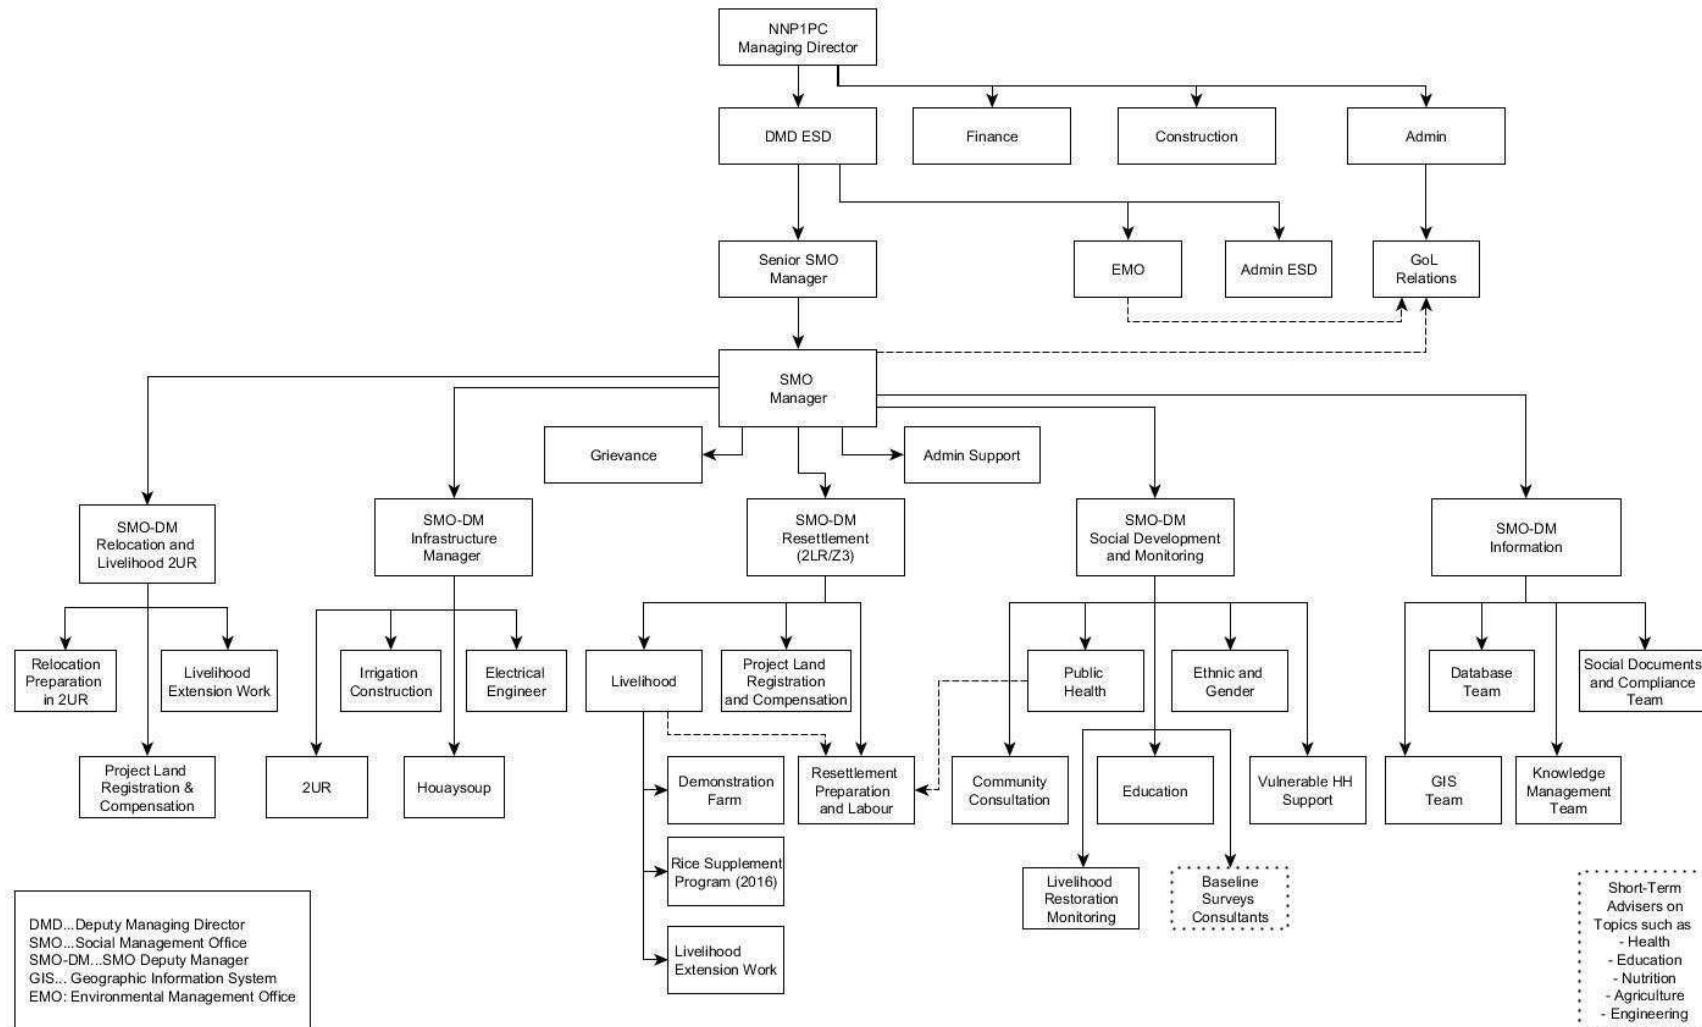 NNP1PC
Managing Director
DMD ESD
Finance
Construction
Admin
Senior SMO
Manager
EMO
Admin ESD
GoL
Relations
SMO
Manager
Grievance
Admin Support
SMO-DM
Relocation and
Livelihood 2UR
SMO-DM
Infrastructure
Manager
SMO-DM
Resettlement
(2LR/Z3)
SMO-DM
Social Development
and Monitoring
SMO-DM
Information
Relocation
Preparation
in 2UR
Livelihood
Extension Work
Irrigation
Construction
Electrical
Engineer
Livelihood
Project Land
Registration
and Compensation
Public
Health
Ethnic and
Gender
Database
Team
Social Documents
and Compliance
Team
Project Land
Registration &
Compensation
2UR
Houaysoup
Demonstration
Farm
Resettlement
Preparation
and Labour
Community
Consultation
Education
Vulnerable HH
Support
GIS
Team
Knowledge
Management
Team
Rice Supplement
Program (2016)
Livelihood
Restoration
Monitoring
Baseline
Surveys
Consultants
Livelihood
Extension Work
DMD...Deputy Managing Director
SMO...Social Management Office
SMO-DM...SMO Deputy Manager
GIS... Geographic Information System
EMO: Environmental Management Office
Short-Term
Advisers on
Topics such as
- Health
- Education
- Nutrition
- Agriculture
- Engineering